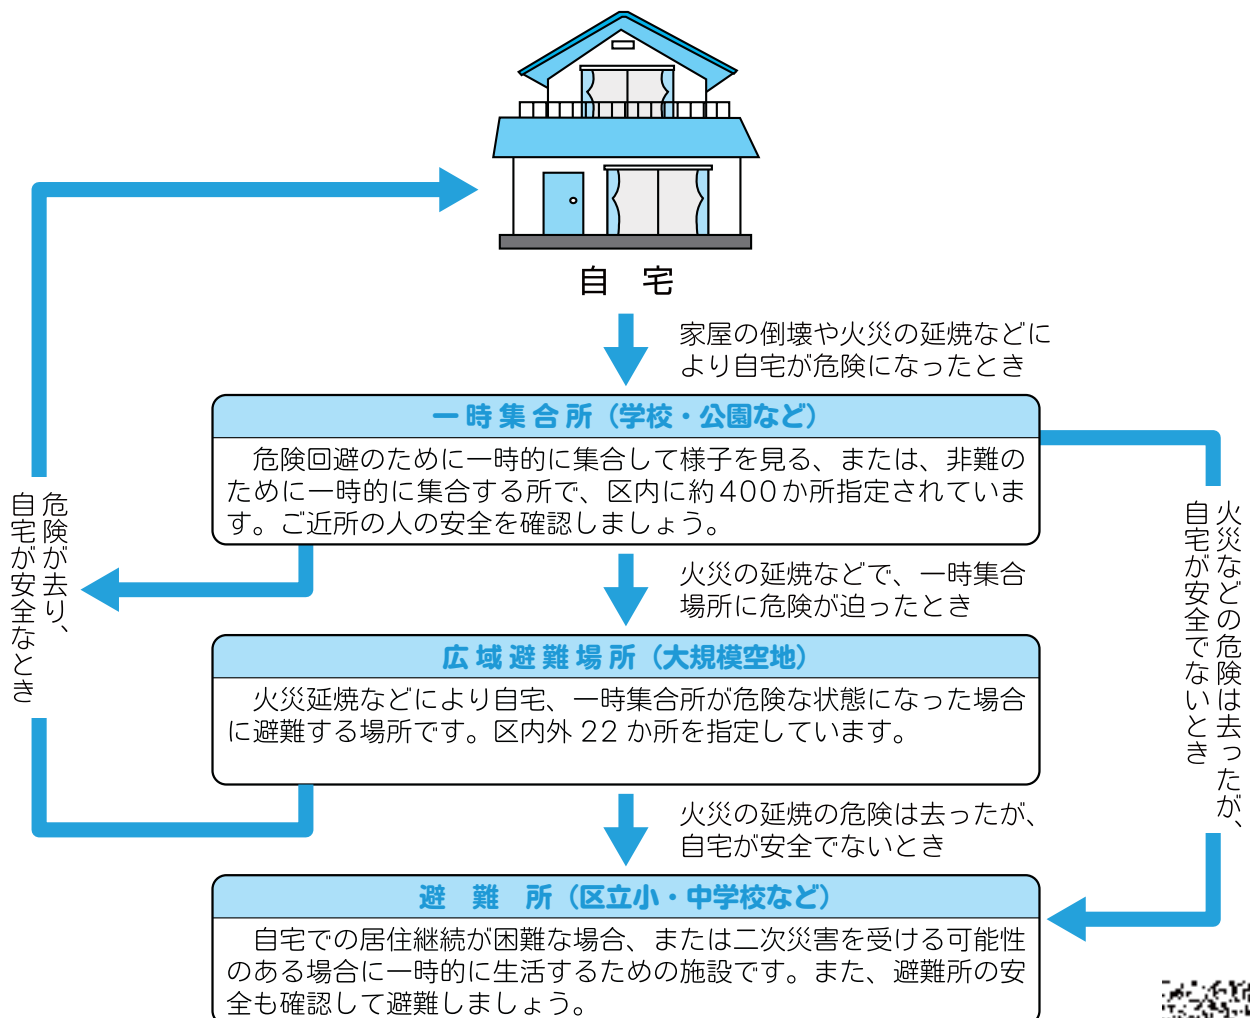 自　宅
家屋の倒壊や火災の延焼などに
より自宅が危険になったとき
一時集合所（学校・公園など）
危険回避のために一時的に集合して様子を見る、または、非難の
ために一時的に集合する所で、区内に約400か所指定されていま
す。ご近所の人の安全を確認しましょう。
危険が去り、
自宅が安全なとき
火災などの危険は去ったが、
自宅が安全でないとき
火災の延焼などで、一時集合
場所に危険が迫ったとき
広域避難場所（大規模空地）
火災延焼などにより自宅、一時集合所が危険な状態になった場合
に避難する場所です。区内外 22 か所を指定しています。
火災の延焼の危険は去ったが、
自宅が安全でないとき
避　難　所（区立小・中学校など）
自宅での居住継続が困難な場合、または二次災害を受ける可能性
のある場合に一時的に生活するための施設です。また、避難所の安
全も確認して避難しましょう。